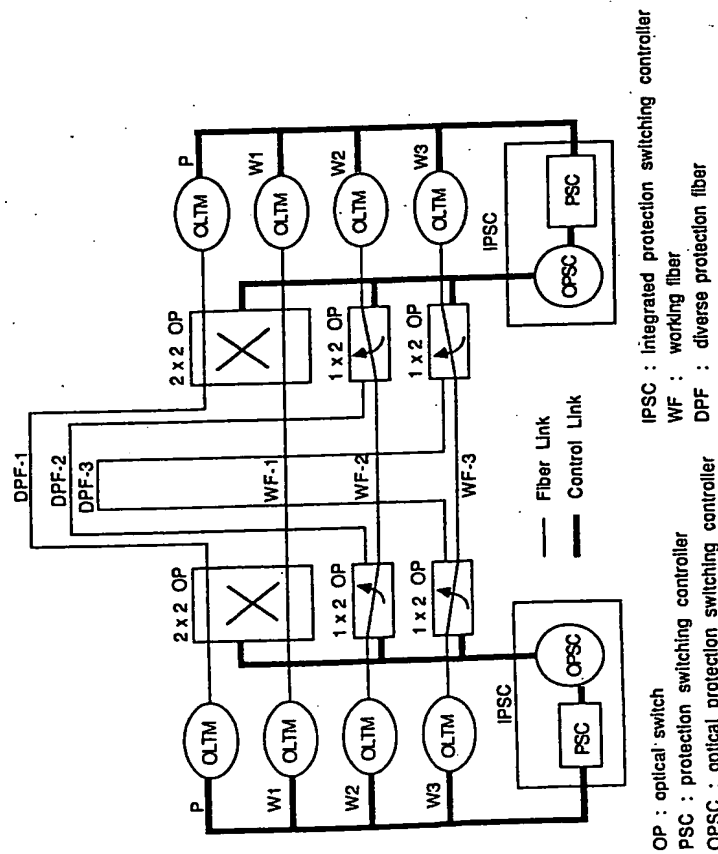 DPF-1
DPF-2
DPF-3
2 x 2 OP
2 x 2 OP
P
OLTM
OLTM
P
W1
OLTM
WF-1
OLTM
W1
1 x 2 OP
1 x 2 OP
W2
OLTM
WF-2
OLTM
W2
1 x 2 OP
1 x 2 OP
W3
OLTM
WF-3
OLTM
W3
IPSC
PSC
OPSC
Fiber Link
Control Link
IPSC
OPSC
PSC
OP : optical switch
PSC : protection switching controller
OPSC : optical protection switching controller
IPSC : Integrated protection switching controller
WF : working fiber
DPF : diverse protection fiber